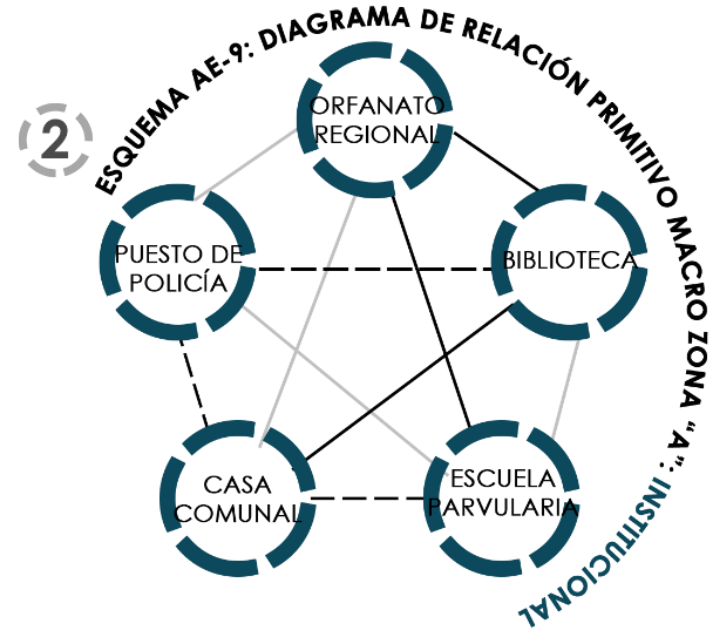 ESQUEMA AE-9: DIAGRAMA DE RELACIÓN PRIMITIVO MACRO ZONA "A": INSTITUCIONAL
2
ORFANATO
REGIONAL
PUESTO DE
POLICÍA
BIBLIOTECA
CASA
COMUNAL
ESCUELA
PARVULARIA